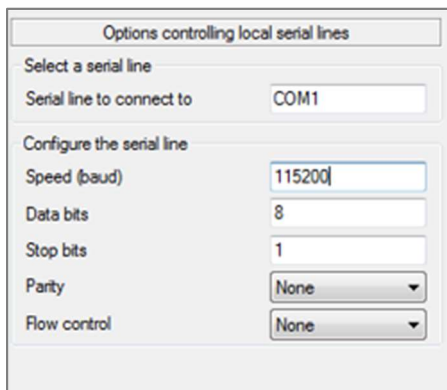 Options controlling local serial lines
Select a serial line
Serial line to connect to COM1
Configure the serial line
Speed (baud) 115200
Data bits 8
Stop bits 1
Parity None
Flow control None